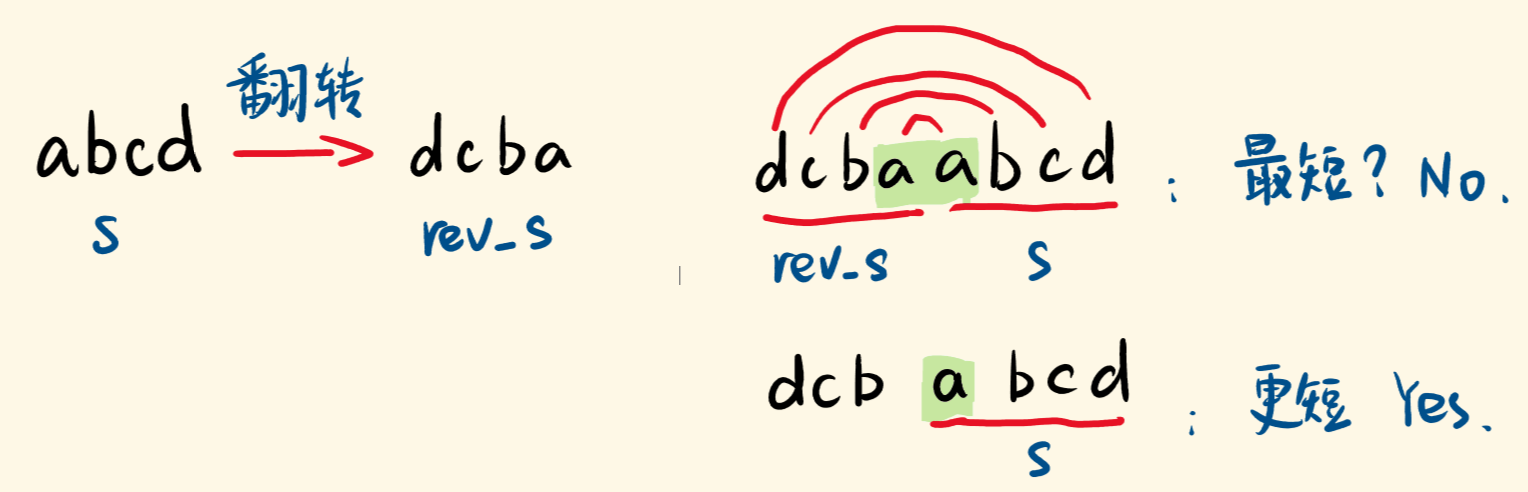 翻转
abcd → dcba
s rev_s
dcbaabcd ; 最短? No.
rev_s s
dcb a bcd ; 更短 Yes.
s